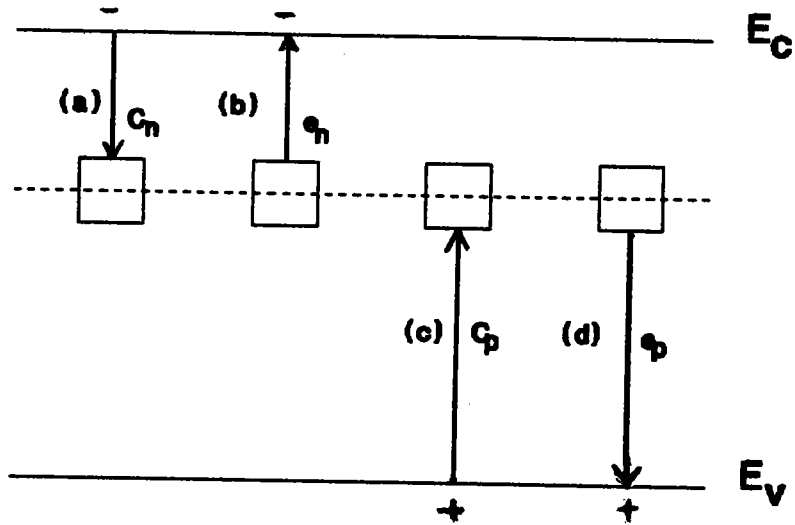 − −
E_C
(a) C_n (b) e_n
(c) C_p (d) e_p
E_V
+ +